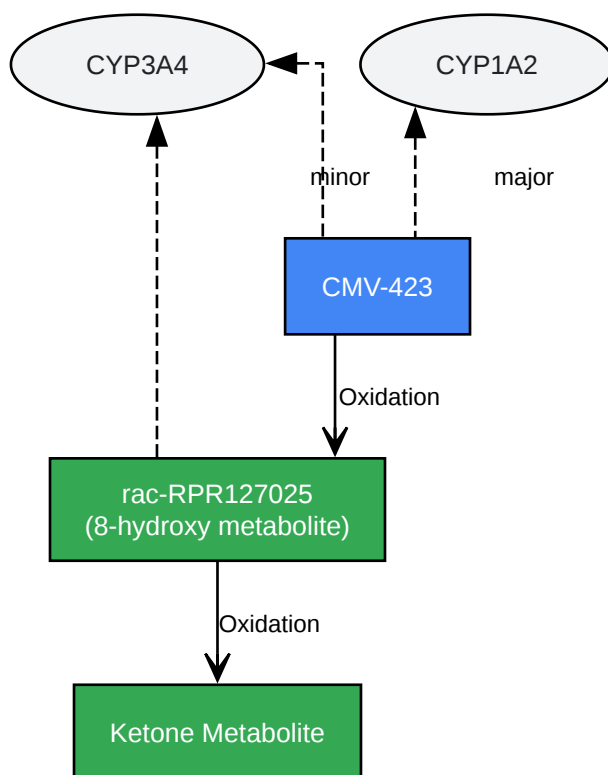 CYP3A4
CYP1A2
minor
major
CMV-423
Oxidation
rac-RPR127025
(8-hydroxy metabolite)
Oxidation
Ketone Metabolite